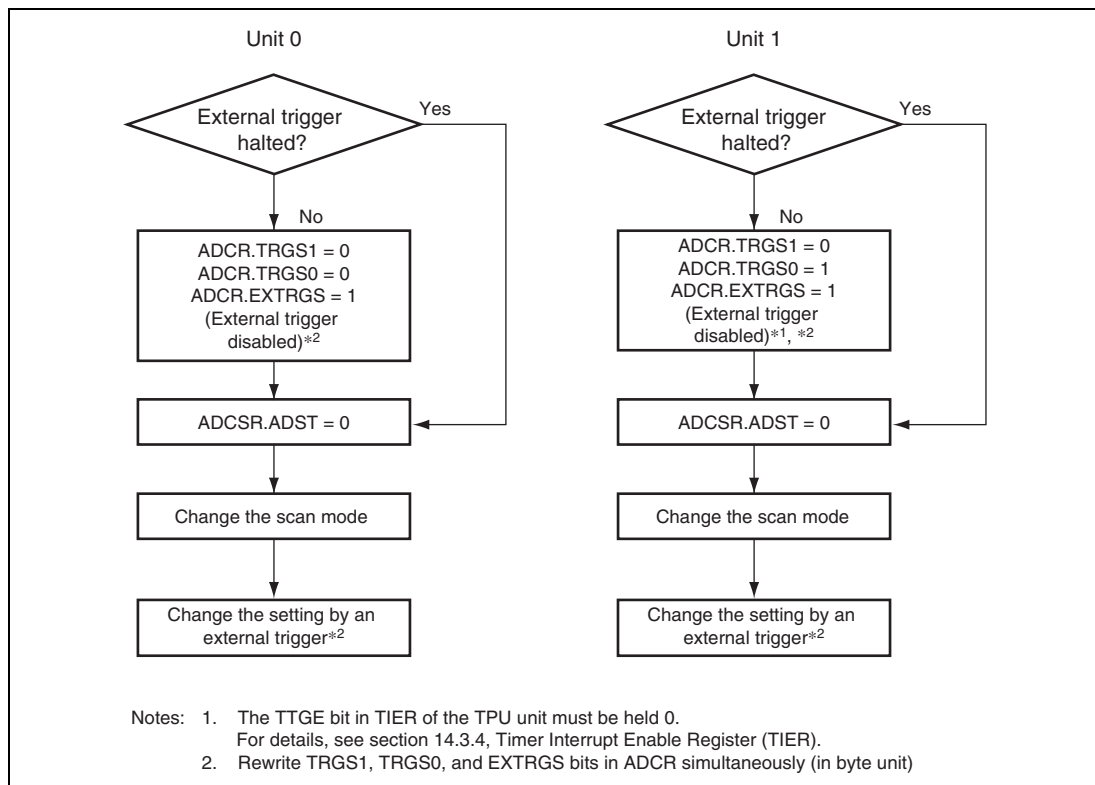 Unit 0
External trigger
halted?
Yes
No
ADCR.TRGS1 = 0
ADCR.TRGS0 = 0
ADCR.EXTRGS = 1
(External trigger
disabled)*2
ADCSR.ADST = 0
Change the scan mode
Change the setting by an
external trigger*2
Unit 1
External trigger
halted?
Yes
No
ADCR.TRGS1 = 0
ADCR.TRGS0 = 1
ADCR.EXTRGS = 1
(External trigger
disabled)*1, *2
ADCSR.ADST = 0
Change the scan mode
Change the setting by an
external trigger*2
Notes: 1. The TTGE bit in TIER of the TPU unit must be held 0.
For details, see section 14.3.4, Timer Interrupt Enable Register (TIER).
2. Rewrite TRGS1, TRGS0, and EXTRGS bits in ADCR simultaneously (in byte unit)